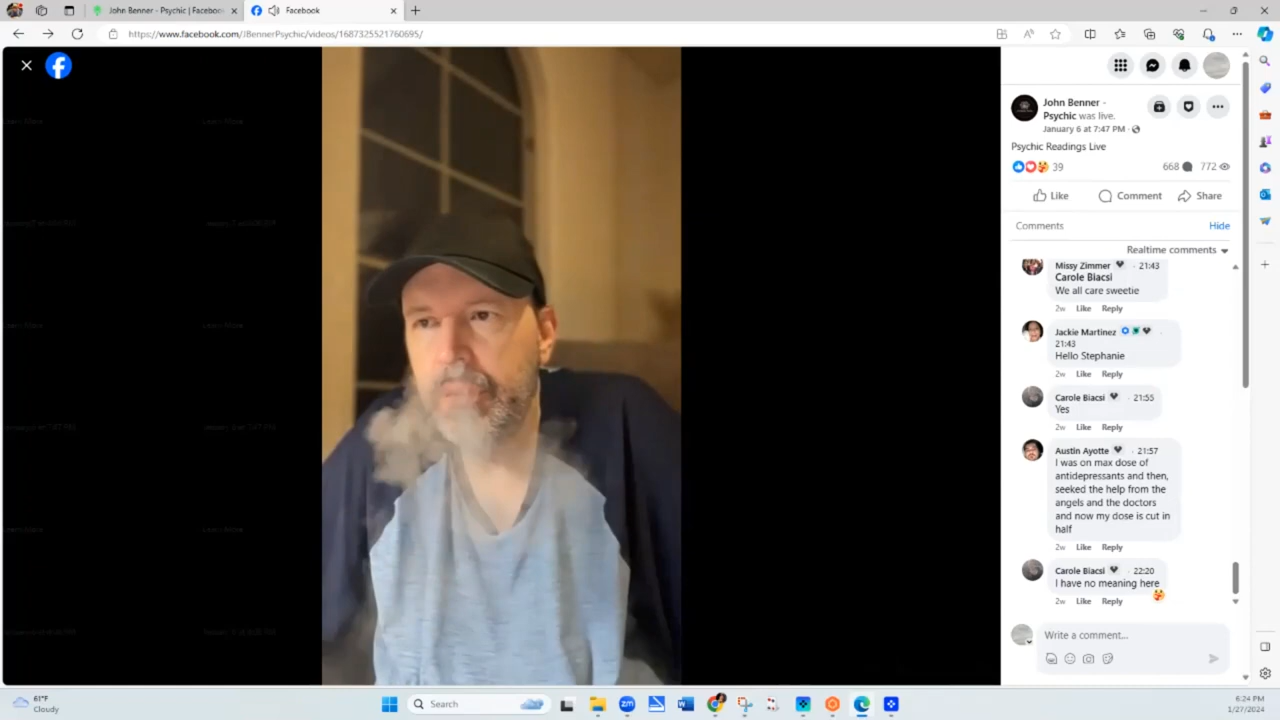 John Benner - Psychic | Facebook
Facebook
https://www.facebook.com/JBennerPsychic/videos/1687325521760695/
John Benner -
Psychic was live.
January 6 at 7:47 PM
Psychic Readings Live
39
668
772
Like
Comment
Share
Comments
Hide
Realtime comments
Missy Zimmer · 21:43
Carole Biacsi
We all care sweetie
2w Like Reply
Jackie Martinez ·
21:43
Hello Stephanie
2w Like Reply
Carole Biacsi · 21:55
Yes
2w Like Reply
Austin Ayotte · 21:57
I was on max dose of
antidepressants and then,
seeked the help from the
angels and the doctors
and now my dose is cut in
half
2w Like Reply
Carole Biacsi · 22:20
I have no meaning here
2w Like Reply
Write a comment...
61°F
Cloudy
Search
zm
6:24 PM
1/27/2024